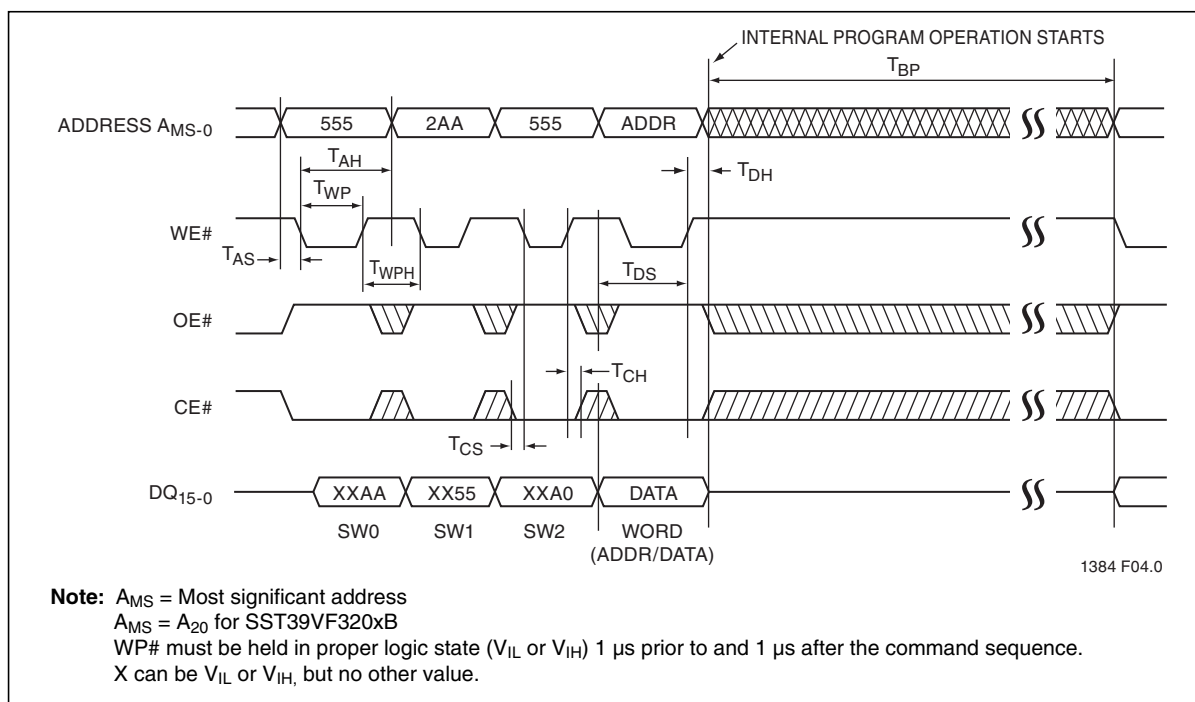 INTERNAL PROGRAM OPERATION STARTS
TBP
ADDRESS AMS-0
555
2AA
555
ADDR
TAH
TDH
TWP
WE#
TAS
TWPH
TDS
OE#
TCH
CE#
TCS
DQ15-0
XXAA
XX55
XXA0
DATA
SW0
SW1
SW2
WORD
(ADDR/DATA)
1384 F04.0
Note: AMS = Most significant address
AMS = A20 for SST39VF320xB
WP# must be held in proper logic state (VIL or VIH) 1 µs prior to and 1 µs after the command sequence.
X can be VIL or VIH, but no other value.